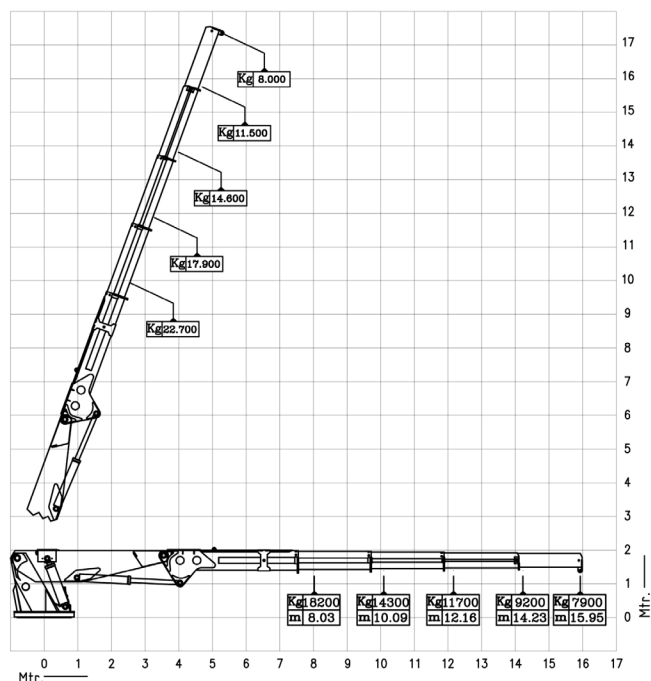 17
Kg 8.000
16
15
Kg 11.500
14
13
Kg 14.600
12
11
Kg 17.900
10
9
Kg 22.700
8
7
6
5
4
3
2
1
Kg 18200 Kg 14300 Kg 11700 Kg 9200 Kg 7900
m 8.03 m 10.09 m 12.16 m 14.23 m 15.95
0
Mtr.
0 1 2 3 4 5 6 7 8 9 10 11 12 13 14 15 16 17
Mtr.